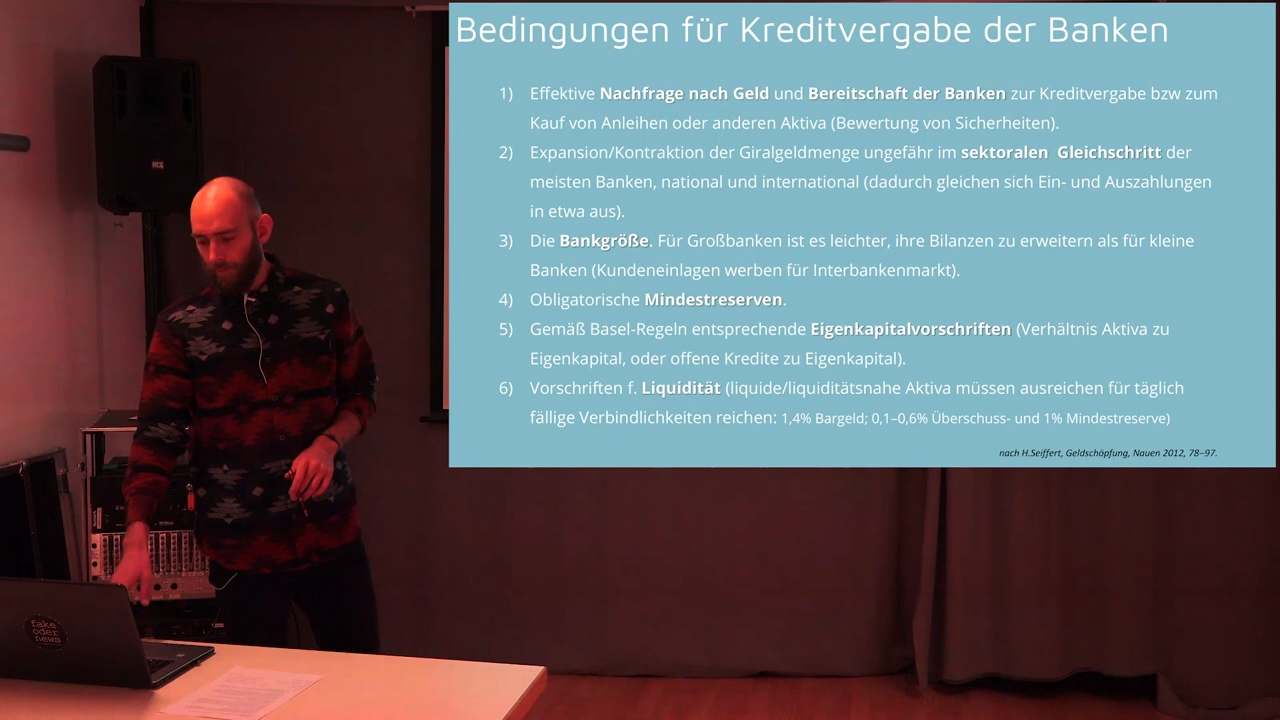 Bedingungen für Kreditvergabe der Banken
1) Effektive Nachfrage nach Geld und Bereitschaft der Banken zur Kreditvergabe bzw zum
Kauf von Anleihen oder anderen Aktiva (Bewertung von Sicherheiten).
2) Expansion/Kontraktion der Giralgeldmenge ungefähr im sektoralen Gleichschritt der
meisten Banken, national und international (dadurch gleichen sich Ein- und Auszahlungen
in etwa aus).
3) Die Bankgröße. Für Großbanken ist es leichter, ihre Bilanzen zu erweitern als für kleine
Banken (Kundeneinlagen werben für Interbankenmarkt).
4) Obligatorische Mindestreserven.
5) Gemäß Basel-Regeln entsprechende Eigenkapitalvorschriften (Verhältnis Aktiva zu
Eigenkapital, oder offene Kredite zu Eigenkapital).
6) Vorschriften f. Liquidität (liquide/liquiditätsnahe Aktiva müssen ausreichen für täglich
fällige Verbindlichkeiten reichen: 1,4% Bargeld; 0,1–0,6% Überschuss- und 1% Mindestreserve)
nach H.Seiffert, Geldschöpfung, Nauen 2012, 78–97.
HCG
fake
oder
news